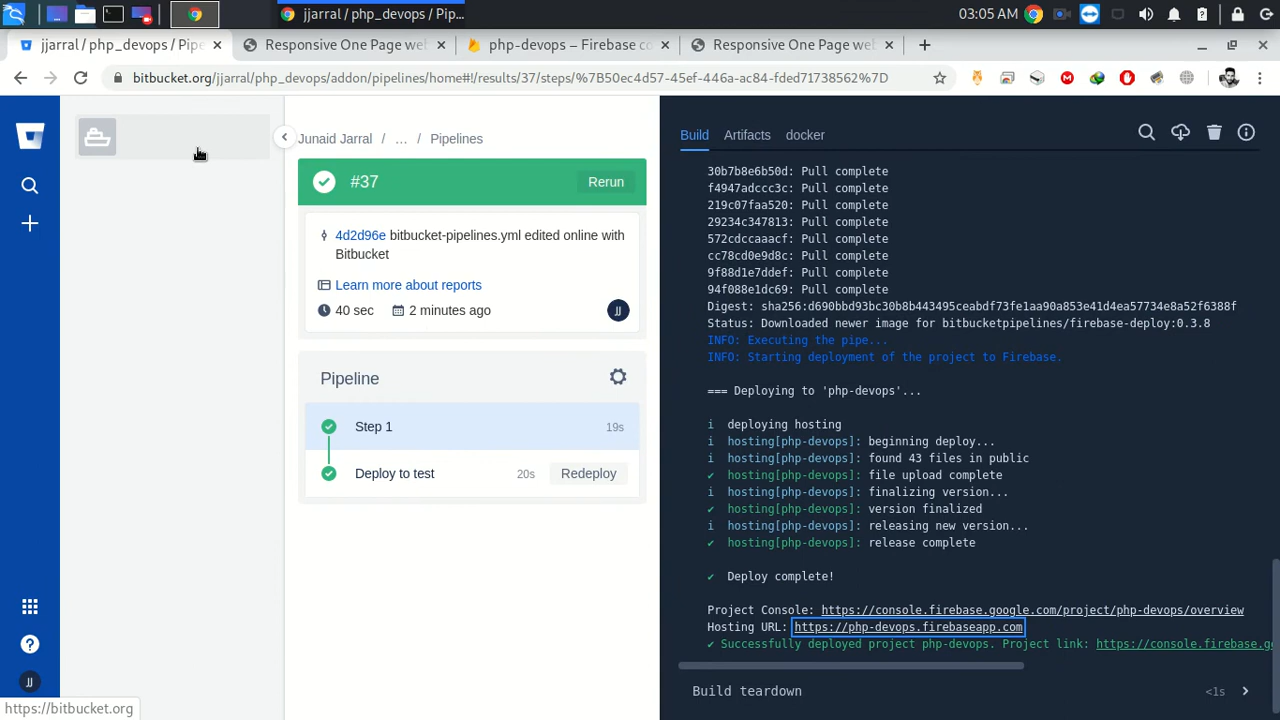 jjarral / php_devops / Pip...
03:05 AM
jjarral / php_devops / Pipe
Responsive One Page web
php-devops – Firebase co
Responsive One Page web
bitbucket.org/jjarral/php_devops/addon/pipelines/home#!/results/37/steps/%7B50ec4d57-45ef-446a-ac84-fded71738562%7D
Junaid Jarral / ... / Pipelines
#37
Rerun
4d2d96e bitbucket-pipelines.yml edited online with
Bitbucket
Learn more about reports
40 sec
2 minutes ago
JJ
Pipeline
Step 1
19s
Deploy to test
20s
Redeploy
JJ
https://bitbucket.org
Build
Artifacts
docker
30b7b8e6b50d: Pull complete
f4947adccc3c: Pull complete
219c07faa520: Pull complete
29234c347813: Pull complete
572cdccaaacf: Pull complete
cc78cd0e9d8c: Pull complete
9f88d1e7ddef: Pull complete
94f088e1dc69: Pull complete
Digest: sha256:d690bbd93bc30b8b443495ceabdf73fe1aa90a853e41d4ea57734e8a52f6388f
Status: Downloaded newer image for bitbucketpipelines/firebase-deploy:0.3.8
INFO: Executing the pipe...
INFO: Starting deployment of the project to Firebase.
=== Deploying to 'php-devops'...
i deploying hosting
i hosting[php-devops]: beginning deploy...
i hosting[php-devops]: found 43 files in public
✔ hosting[php-devops]: file upload complete
i hosting[php-devops]: finalizing version...
✔ hosting[php-devops]: version finalized
i hosting[php-devops]: releasing new version...
✔ hosting[php-devops]: release complete
✔ Deploy complete!
Project Console: https://console.firebase.google.com/project/php-devops/overview
Hosting URL: https://php-devops.firebaseapp.com
✔ Successfully deployed project php-devops. Project link: https://console.firebase.g
Build teardown
<1s